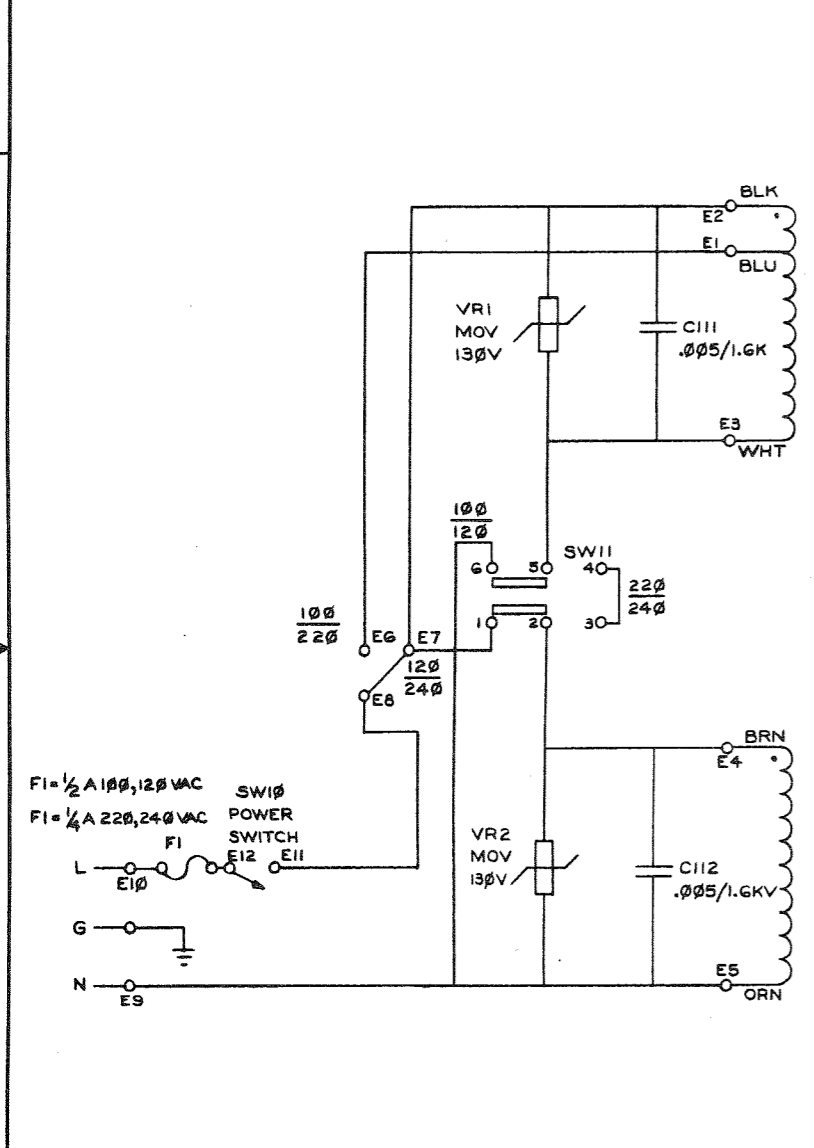 BLK
E2
E1
BLU
VR1
MOV
13ØV
C111
.ØØ5/1.6K
E3
WHT
1ØØ
12Ø
SW11
6
5
4
22Ø
24Ø
1
2
3
1ØØ
22Ø
E6
E7
12Ø
24Ø
E8
BRN
E4
F1=½ A 1ØØ,12Ø VAC
F1=¼ A 22Ø,24Ø VAC
SW1Ø
POWER
SWITCH
F1
E12
E11
L
E1Ø
VR2
MOV
13ØV
C112
.ØØ5/1.6KV
G
N
E9
E5
ORN